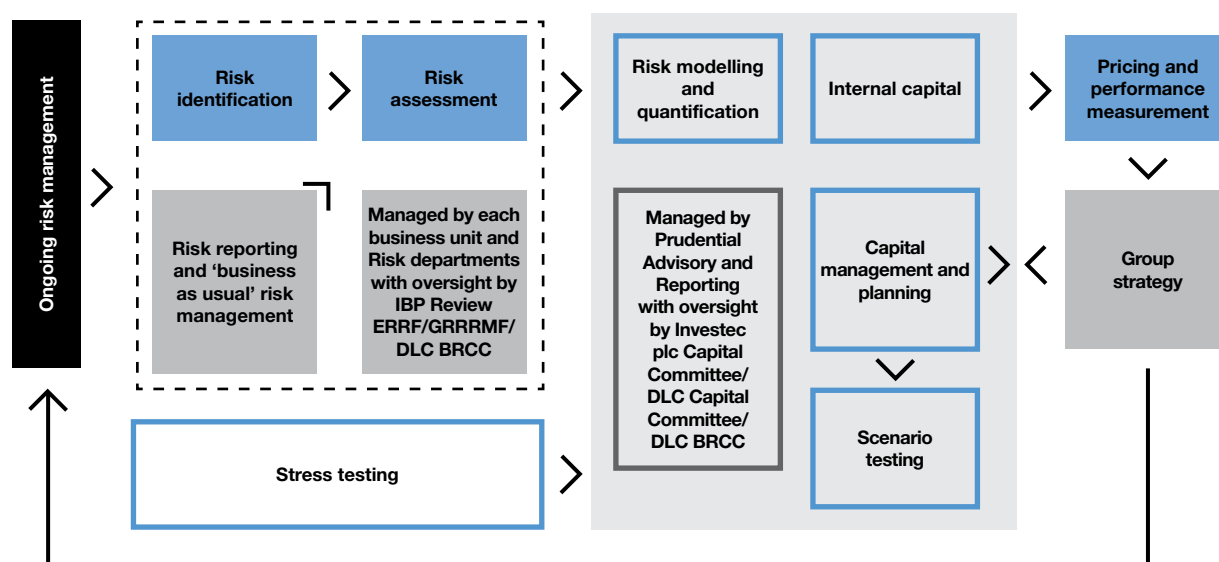 Ongoing risk management
Risk
identification
Risk
assessment
Risk modelling
and
quantification
Internal capital
Pricing and
performance
measurement
Risk reporting
and ‘business
as usual’ risk
management
Managed by each
business unit and
Risk departments
with oversight by
IBP Review
ERRF/GRRRMF/
DLC BRCC
Managed by
Prudential
Advisory and
Reporting
with oversight
by Investec
plc Capital
Committee/
DLC Capital
Committee/
DLC BRCC
Capital
management and
planning
Group
strategy
Stress testing
Scenario
testing